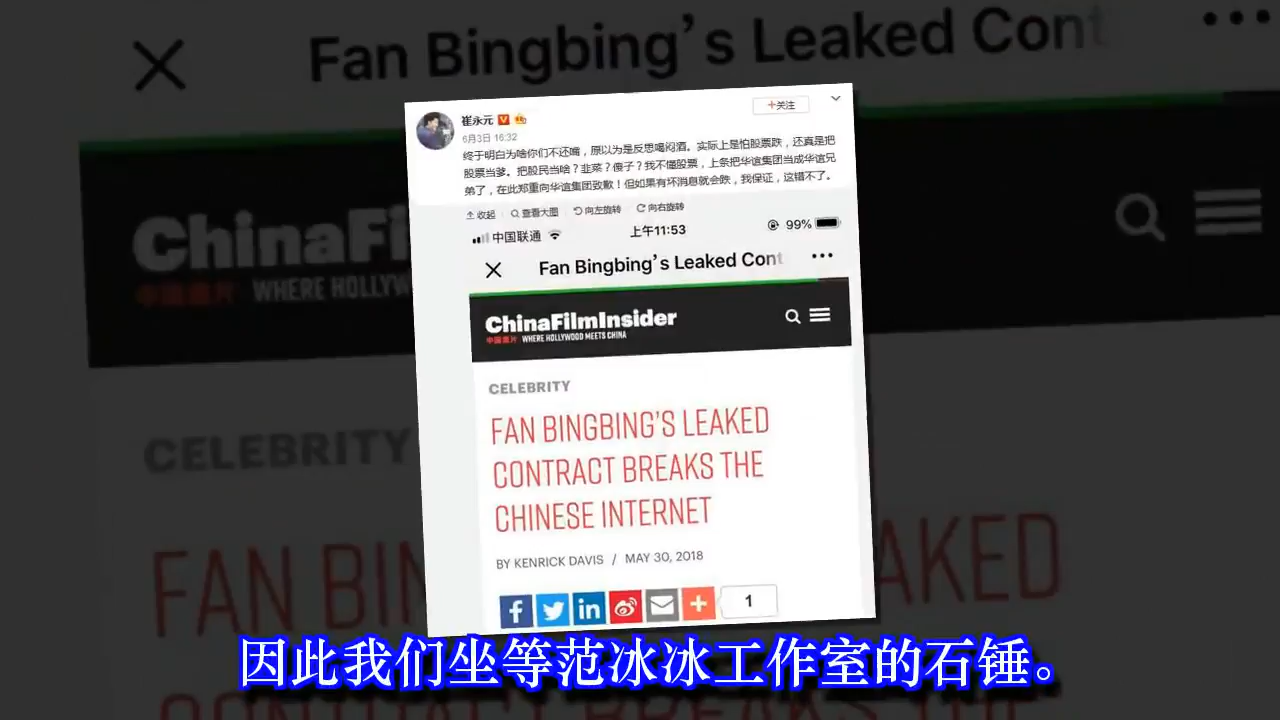 Fan Bingbing's Leaked Cont
崔永元
+关注
6月3日 16:32
终于明白为啥你们不还嘴，原以为是反思喝闷酒。实际上是怕股票跌，还真是把
股票当爹。把股民当啥？韭菜？傻子？我不懂股票，上条把华谊集团当成华谊兄
弟了，在此郑重向华谊集团致歉！但如果有坏消息就会跌，我保证，这错不了。
收起 查看大图 向左旋转 向右旋转
中国联通 上午11:53 99%
Fan Bingbing's Leaked Cont
ChinaFilmInsider
WHERE HOLLYWOOD MEETS CHINA
CELEBRITY
FAN BINGBING'S LEAKED
CONTRACT BREAKS THE
CHINESE INTERNET
BY KENRICK DAVIS / MAY 30, 2018
1
ChinaFi
WHERE HOLLYW
CELEBRITY
FAN BIN
EAKED
因此我们坐等范冰冰工作室的石锤。